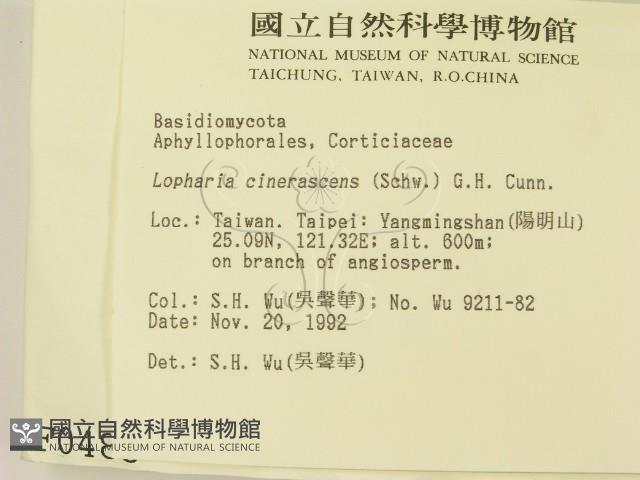 國立自然科學博物館
NATIONAL MUSEUM OF NATURAL SCIENCE
TAICHUNG, TAIWAN, R.O.CHINA
Basidiomycota
Aphyllophorales, Corticiaceae
Lopharia cinerascens (Schw.) G.H. Cunn.
Loc.: Taiwan. Taipei: Yangmingshan(陽明山)
25.09N, 121.32E; alt. 600m;
on branch of angiosperm.
Col.: S.H. Wu(吳聲華); No. Wu 9211-82
Date: Nov. 20, 1992
Det.: S.H. Wu(吳聲華)
國立自然科學博物館
NATIONAL MUSEUM OF NATURAL SCIENCE